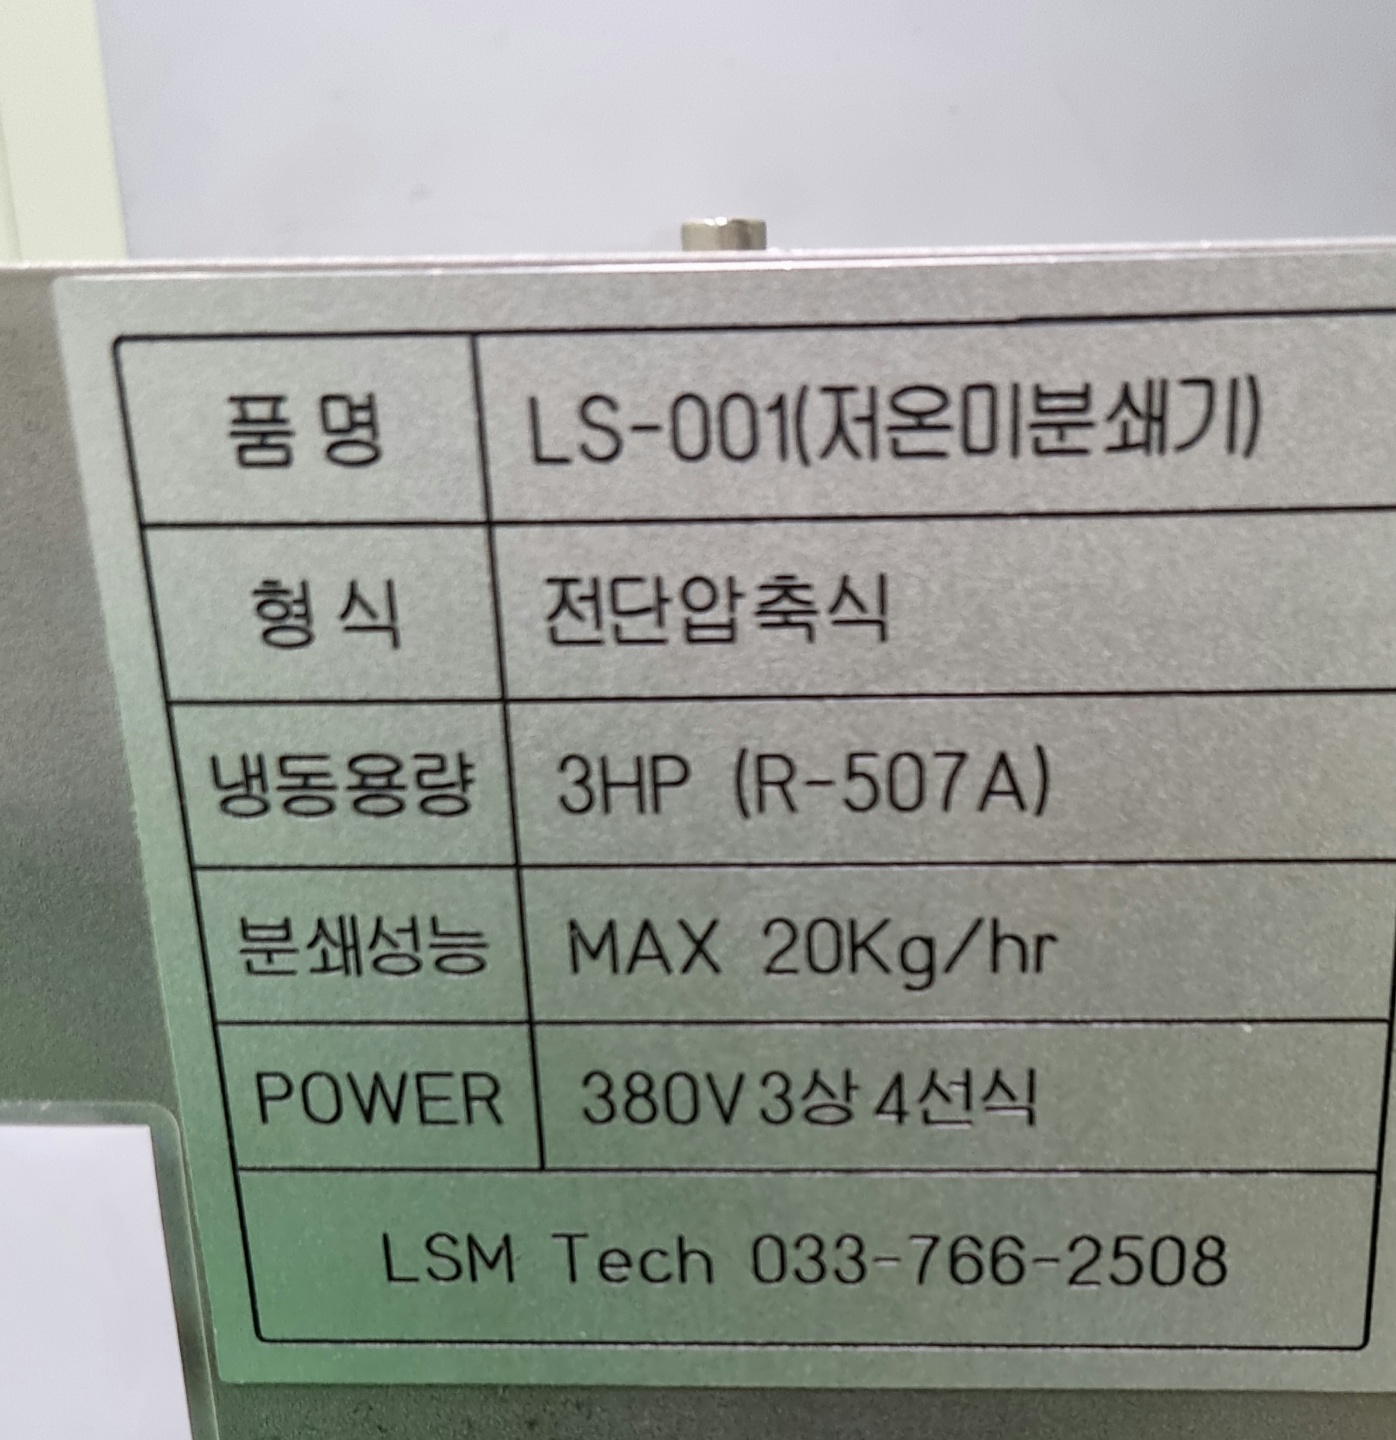 품 명 LS-001(저온미분쇄기)
형 식 전단압축식
냉동용량 3HP (R-507A)
분쇄성능 MAX 20Kg/hr
POWER 380V 3상 4선식
LSM Tech 033-766-2508